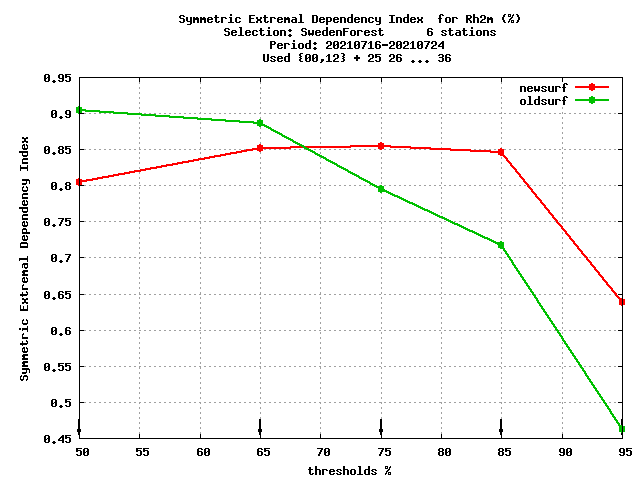 Symmetric Extremal Dependency Index  for Rh2m (%)
Selection: SwedenForest      6 stations
Period: 20210716-20210724
Used {00,12} + 25 26 ... 36
newsurf
oldsurf
Symmetric Extremal Dependency Index
0.95
0.9
0.85
0.8
0.75
0.7
0.65
0.6
0.55
0.5
0.45
50 55 60 65 70 75 80 85 90 95
thresholds %